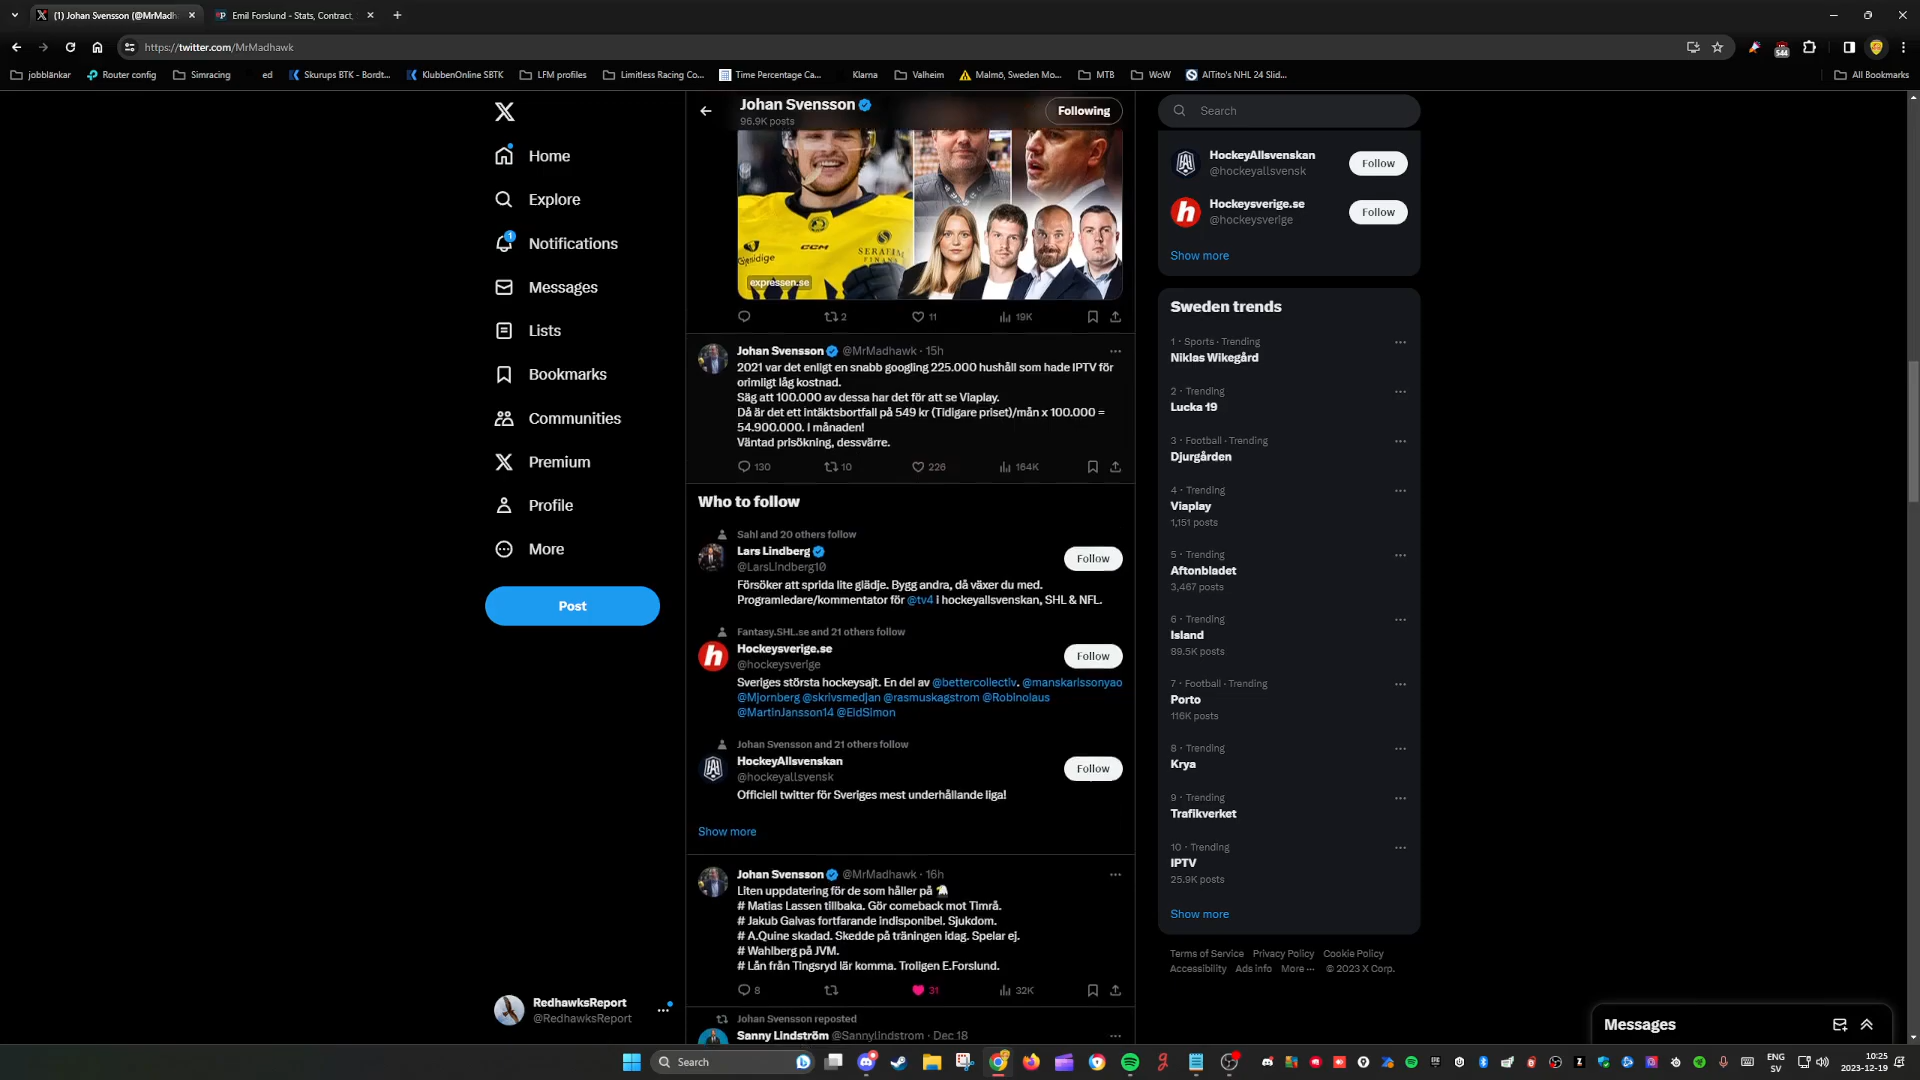 (1) Johan Svensson (@MrMadh
Emil Forslund - Stats, Contract,
https://twitter.com/MrMadhawk
544
jobblänkar
Router config
Simracing
ed
Skurups BTK - Bordt...
KlubbenOnline SBTK
LFM profiles
Limitless Racing Co...
Time Percentage Ca...
Klarna
Valheim
Malmö, Sweden Mo...
MTB
WoW
AlTito's NHL 24 Slid...
All Bookmarks
Home
Explore
1
Notifications
Messages
Lists
Bookmarks
Communities
Premium
Profile
More
Post
RedhawksReport
@RedhawksReport
Johan Svensson
96.9K posts
Following
CCM
SERAFIM
FINANS
Gjensidige
expressen.se
2
11
19K
Johan Svensson @MrMadhawk · 15h
2021 var det enligt en snabb googling 225.000 hushåll som hade IPTV för
orimligt låg kostnad.
Säg att 100.000 av dessa har det för att se Viaplay.
Då är det ett intäktsbortfall på 549 kr (Tidigare priset)/mån x 100.000 =
54.900.000. I månaden!
Väntad prisökning, dessvärre.
130
10
226
164K
Who to follow
Sahl and 20 others follow
Lars Lindberg
@LarsLindberg10
Follow
Försöker att sprida lite glädje. Bygg andra, då växer du med.
Programledare/kommentator för @tv4 i hockeyallsvenskan, SHL & NFL.
Fantasy.SHL.se and 21 others follow
Hockeysverige.se
@hockeysverige
Follow
Sveriges största hockeysajt. En del av @bettercollectiv. @manskarlssonyao
@Mjornberg @skrivsmedjan @rasmuskagstrom @Robinolaus
@MartinJansson14 @EidSimon
Johan Svensson and 21 others follow
HockeyAllsvenskan
@hockeyallsvensk
Follow
Officiell twitter för Sveriges mest underhållande liga!
Show more
Johan Svensson @MrMadhawk · 16h
Liten uppdatering för de som håller på
# Matias Lassen tillbaka. Gör comeback mot Timrå.
# Jakub Galvas fortfarande indisponibel. Sjukdom.
# A.Quine skadad. Skedde på träningen idag. Spelar ej.
# Wahlberg på JVM.
# Lån från Tingsryd lär komma. Troligen E.Forslund.
8
31
32K
Johan Svensson reposted
Sanny Lindström @Sannylindstrom · Dec 18
Search
HockeyAllsvenskan
@hockeyallsvensk
Follow
Hockeysverige.se
@hockeysverige
Follow
Show more
Sweden trends
1 · Sports · Trending
Niklas Wikegård
2 · Trending
Lucka 19
3 · Football · Trending
Djurgården
4 · Trending
Viaplay
1,151 posts
5 · Trending
Aftonbladet
3,467 posts
6 · Trending
Island
89.5K posts
7 · Football · Trending
Porto
116K posts
8 · Trending
Krya
9 · Trending
Trafikverket
10 · Trending
IPTV
25.9K posts
Show more
Terms of Service Privacy Policy Cookie Policy
Accessibility Ads info More ··· © 2023 X Corp.
Messages
Search
ENG
SV
10:25
2023-12-19